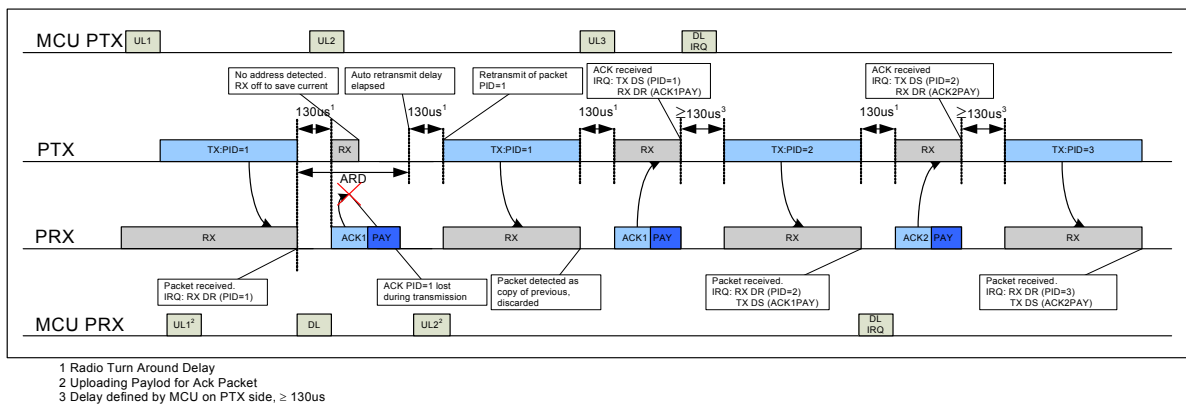 MCU PTX
UL1
UL2
UL3
DL
IRQ
No address detected.
RX off to save current
Auto retransmit delay
elapsed
Retransmit of packet
PID=1
ACK received
IRQ: TX DS (PID=1)
RX DR (ACK1PAY)
ACK received
IRQ: TX DS (PID=2)
RX DR (ACK2PAY)
130us1
130us1
130us1
≥130us3
130us1
≥130us3
PTX
TX:PID=1
RX
TX:PID=1
RX
TX:PID=2
RX
TX:PID=3
ARD
PRX
RX
ACK1
PAY
RX
ACK1
PAY
RX
ACK2
PAY
RX
Packet received.
IRQ: RX DR (PID=1)
ACK PID=1 lost
during transmission
Packet detected as
copy of previous,
discarded
Packet received.
IRQ: RX DR (PID=2)
TX DS (ACK1PAY)
Packet received.
IRQ: RX DR (PID=3)
TX DS (ACK2PAY)
MCU PRX
UL12
DL
UL22
DL
IRQ
1 Radio Turn Around Delay
2 Uploading Paylod for Ack Packet
3 Delay defined by MCU on PTX side, ≥ 130us